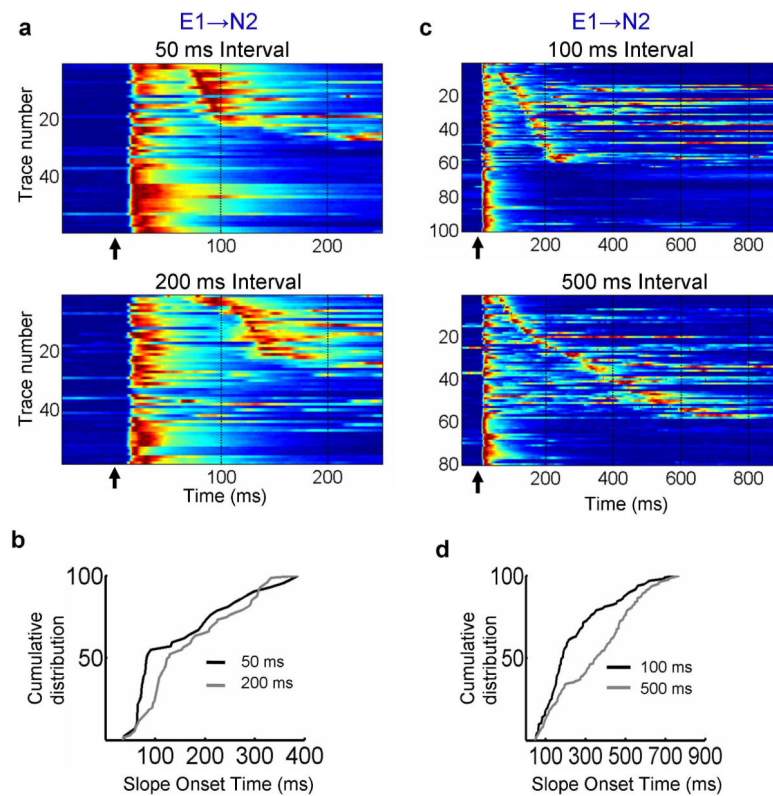 a
E1→N2
50 ms Interval
Trace number
20
40
100
200
200 ms Interval
Trace number
20
40
100
200
Time (ms)
b
Cumulative
distribution
100
50
50 ms
200 ms
100 200 300 400
Slope Onset Time (ms)
c
E1→N2
100 ms Interval
20
40
60
80
100
200 400 600 800
500 ms Interval
20
40
60
80
200 400 600 800
Time (ms)
d
Cumulative
distribution
100
50
100 ms
500 ms
100 300 500 700 900
Slope Onset Time (ms)